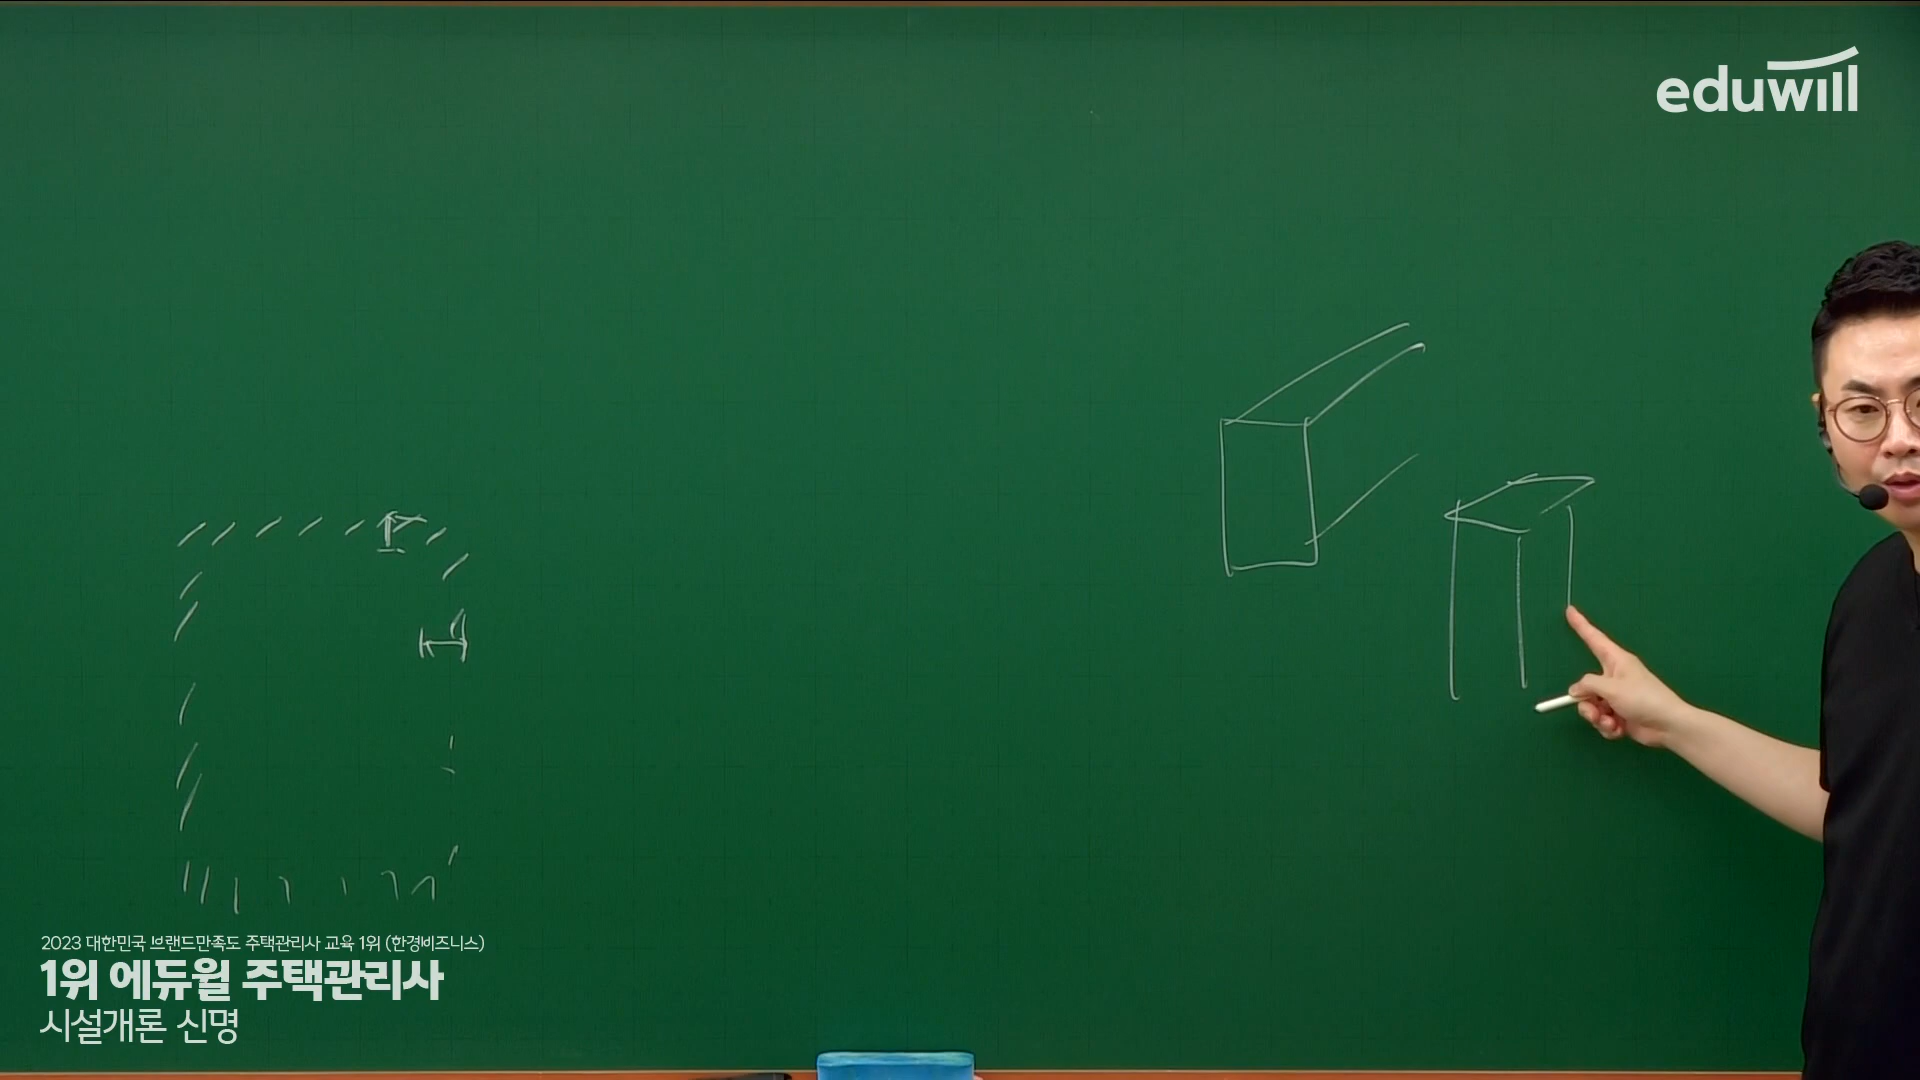 eduwill
2023 대한민국 브랜드만족도 주택관리사 교육 1위 (한경비즈니스)
1위 에듀윌 주택관리사
시설개론 신명